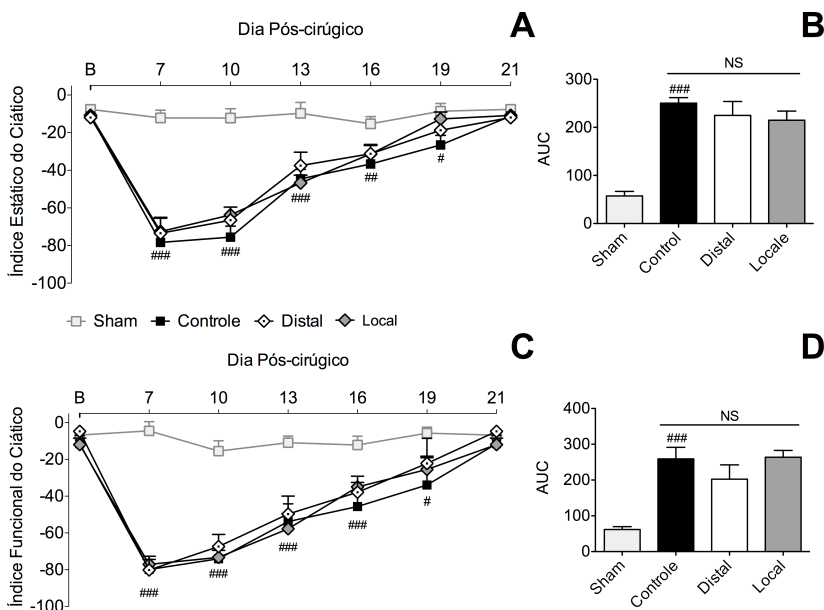 Dia Pós-cirúgico
A
B 7 10 13 16 19 21
Índice Estático do Ciático
0
-20
-40
-60
-80
-100
### ### ### ## #
B
NS
###
AUC
300
200
100
0
Sham Control Distal Locale
Sham Controle Distal Local
Dia Pós-cirúgico
C
B 7 10 13 16 19 21
Índice Funcional do Ciático
0
-20
-40
-60
-80
-100
### ### ### ### #
D
NS
###
AUC
400
300
200
100
0
Sham Controle Distal Local